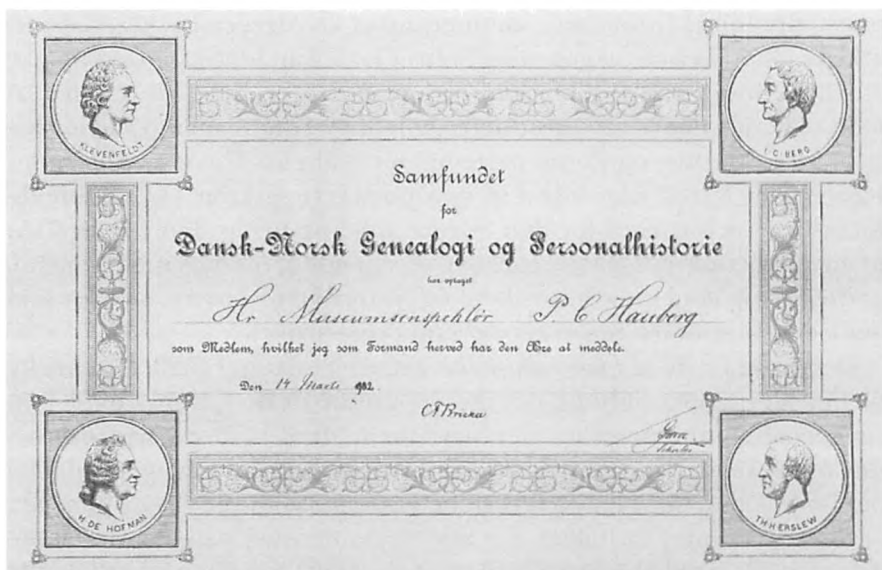 KLEVENFELDT
I. C. BERG
Samfundet
for
Dansk-Norsk Genealogi og Personalhistorie
har optaget
Hr Museumsinspektör P. C. Hauberg
som Medlem, hvilket jeg som Formand herved har den Ære at meddele.
Den 14 Marts 1902.
C F Bricka
H. DE HOFMAN
TH. H. ERSLEW